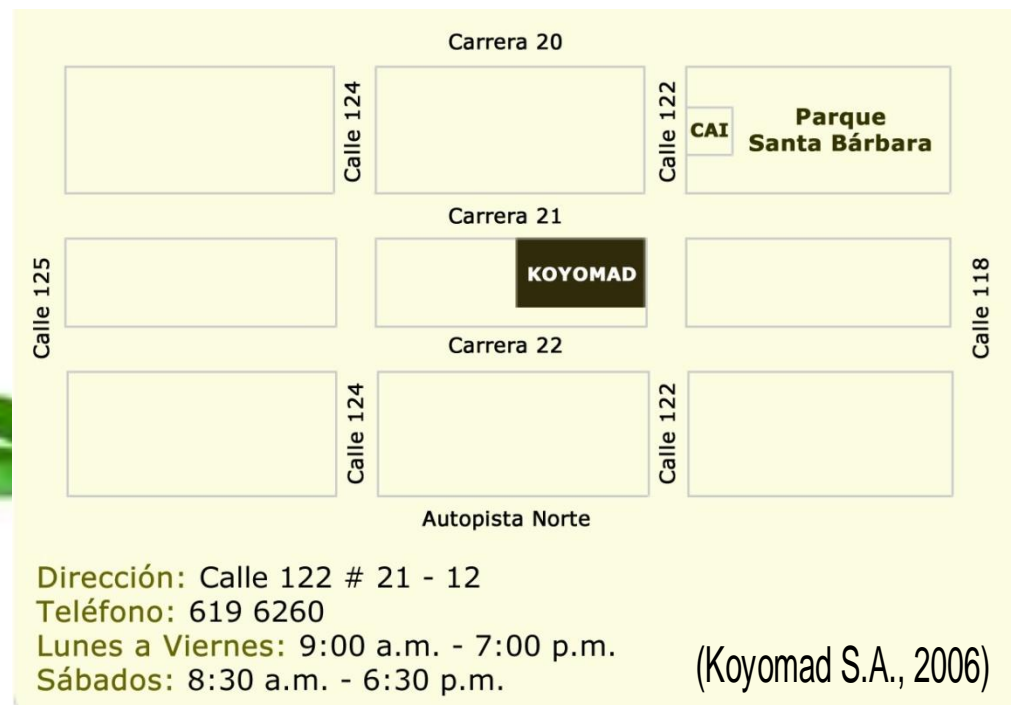 Carrera 20
Calle 124
Calle 122
CAI
Parque
Santa Bárbara
Carrera 21
Calle 125
KOYOMAD
Calle 118
Carrera 22
Calle 124
Calle 122
Autopista Norte
Dirección: Calle 122 # 21 - 12
Teléfono: 619 6260
Lunes a Viernes: 9:00 a.m. - 7:00 p.m.
Sábados: 8:30 a.m. - 6:30 p.m.
(Koyomad S.A., 2006)